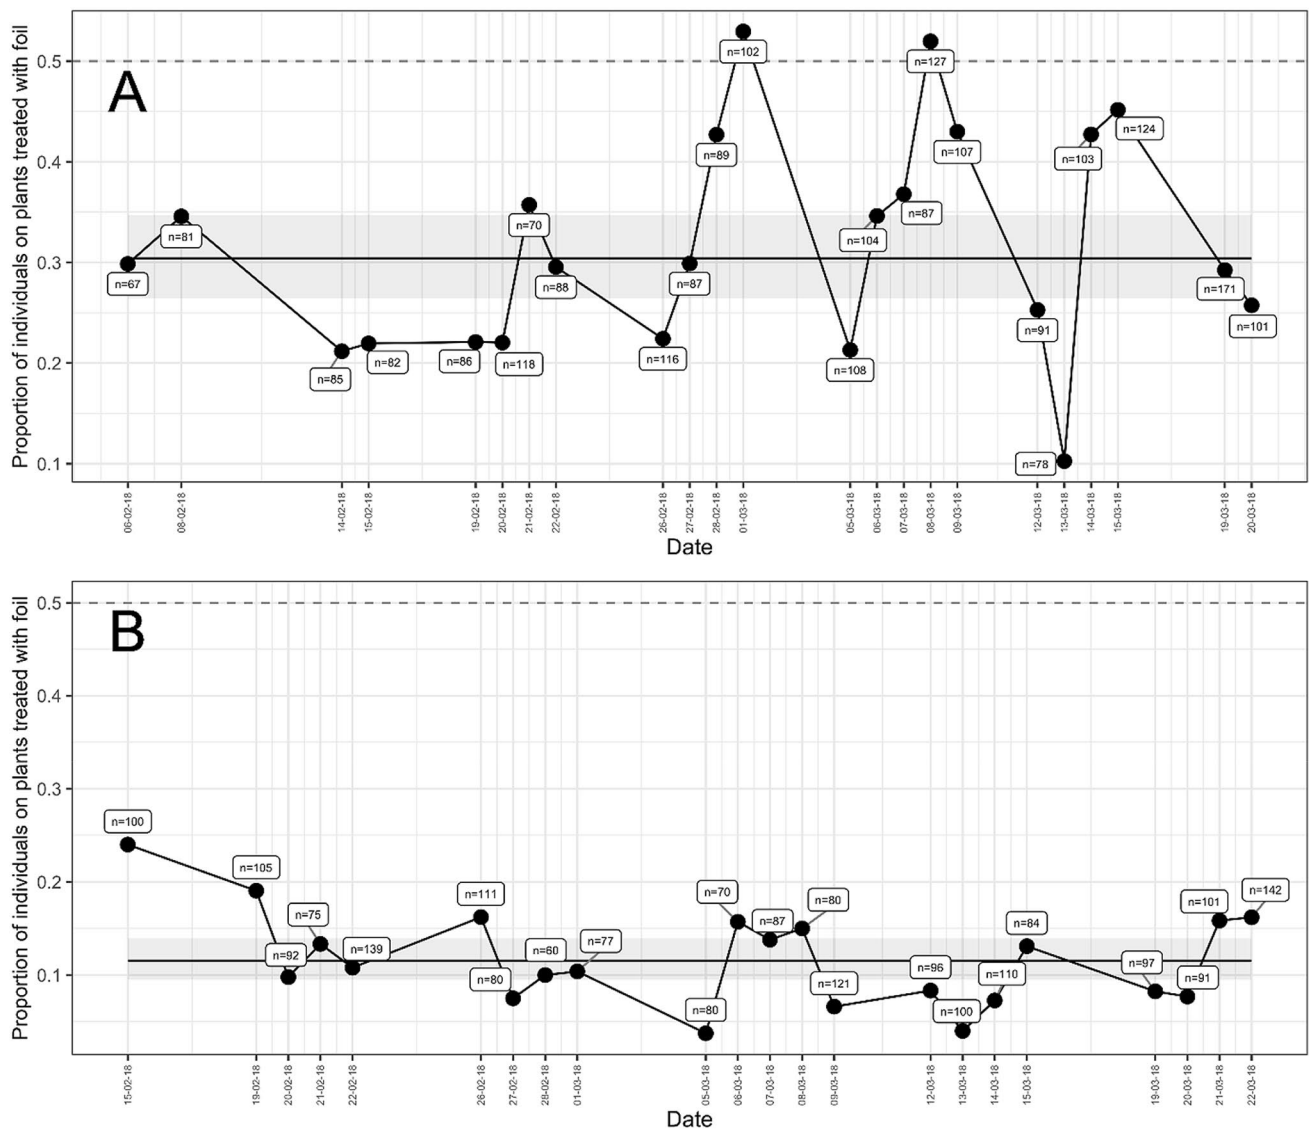 Proportion of individuals on plants treated with foil
A
0.5
0.4
0.3
0.2
0.1
n=67
n=81
n=85
n=82
n=86
n=118
n=70
n=88
n=116
n=87
n=89
n=102
n=108
n=104
n=87
n=127
n=107
n=91
n=78
n=103
n=124
n=171
n=101
06-02-18
08-02-18
14-02-18
15-02-18
19-02-18
20-02-18
21-02-18
22-02-18
26-02-18
27-02-18
28-02-18
01-03-18
05-03-18
06-03-18
07-03-18
08-03-18
09-03-18
12-03-18
13-03-18
14-03-18
15-03-18
19-03-18
20-03-18
Date
Proportion of individuals on plants treated with foil
B
0.5
0.4
0.3
0.2
0.1
n=100
n=105
n=92
n=75
n=139
n=111
n=80
n=60
n=77
n=80
n=70
n=87
n=80
n=121
n=96
n=100
n=110
n=84
n=97
n=91
n=101
n=142
15-02-18
19-02-18
20-02-18
21-02-18
22-02-18
26-02-18
27-02-18
28-02-18
01-03-18
05-03-18
06-03-18
07-03-18
08-03-18
09-03-18
12-03-18
13-03-18
14-03-18
15-03-18
19-03-18
20-03-18
21-03-18
22-03-18
Date